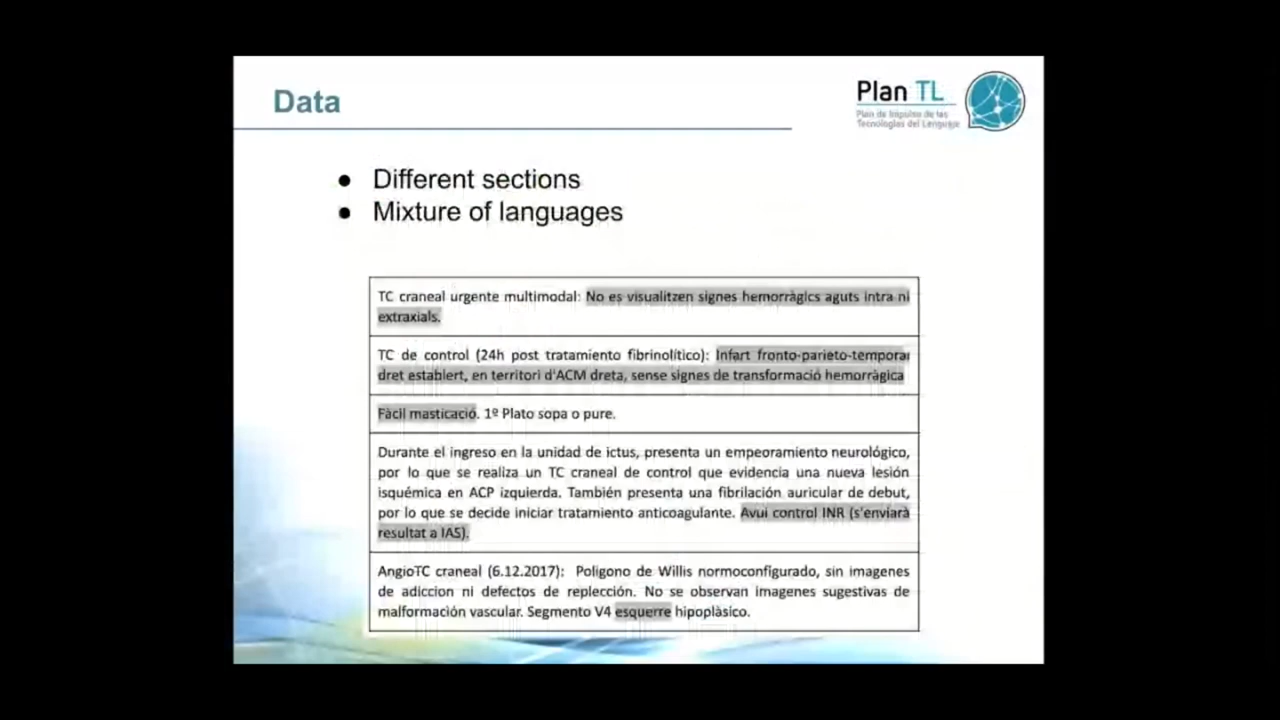 Data
Plan TL
Plan de Impulso de las
Tecnologías del Lenguaje
● Different sections
● Mixture of languages
TC craneal urgente multimodal: No es visualitzen signes hemorràgics aguts intra ni
extraxials.
TC de control (24h post tratamiento fibrinolítico): Infart fronto-parieto-temporal
dret establert, en territori d'ACM dreta, sense signes de transformació hemorràgica
Fàcil masticació. 1º Plato sopa o pure.
Durante el ingreso en la unidad de ictus, presenta un empeoramiento neurológico,
por lo que se realiza un TC craneal de control que evidencia una nueva lesión
isquémica en ACP izquierda. También presenta una fibrilación auricular de debut,
por lo que se decide iniciar tratamiento anticoagulante. Avui control INR (s'enviarà
resultat a IAS).
AngioTC craneal (6.12.2017): Poligono de Willis normoconfigurado, sin imagenes
de adiccion ni defectos de replección. No se observan imagenes sugestivas de
malformación vascular. Segmento V4 esquerre hipoplàsico.